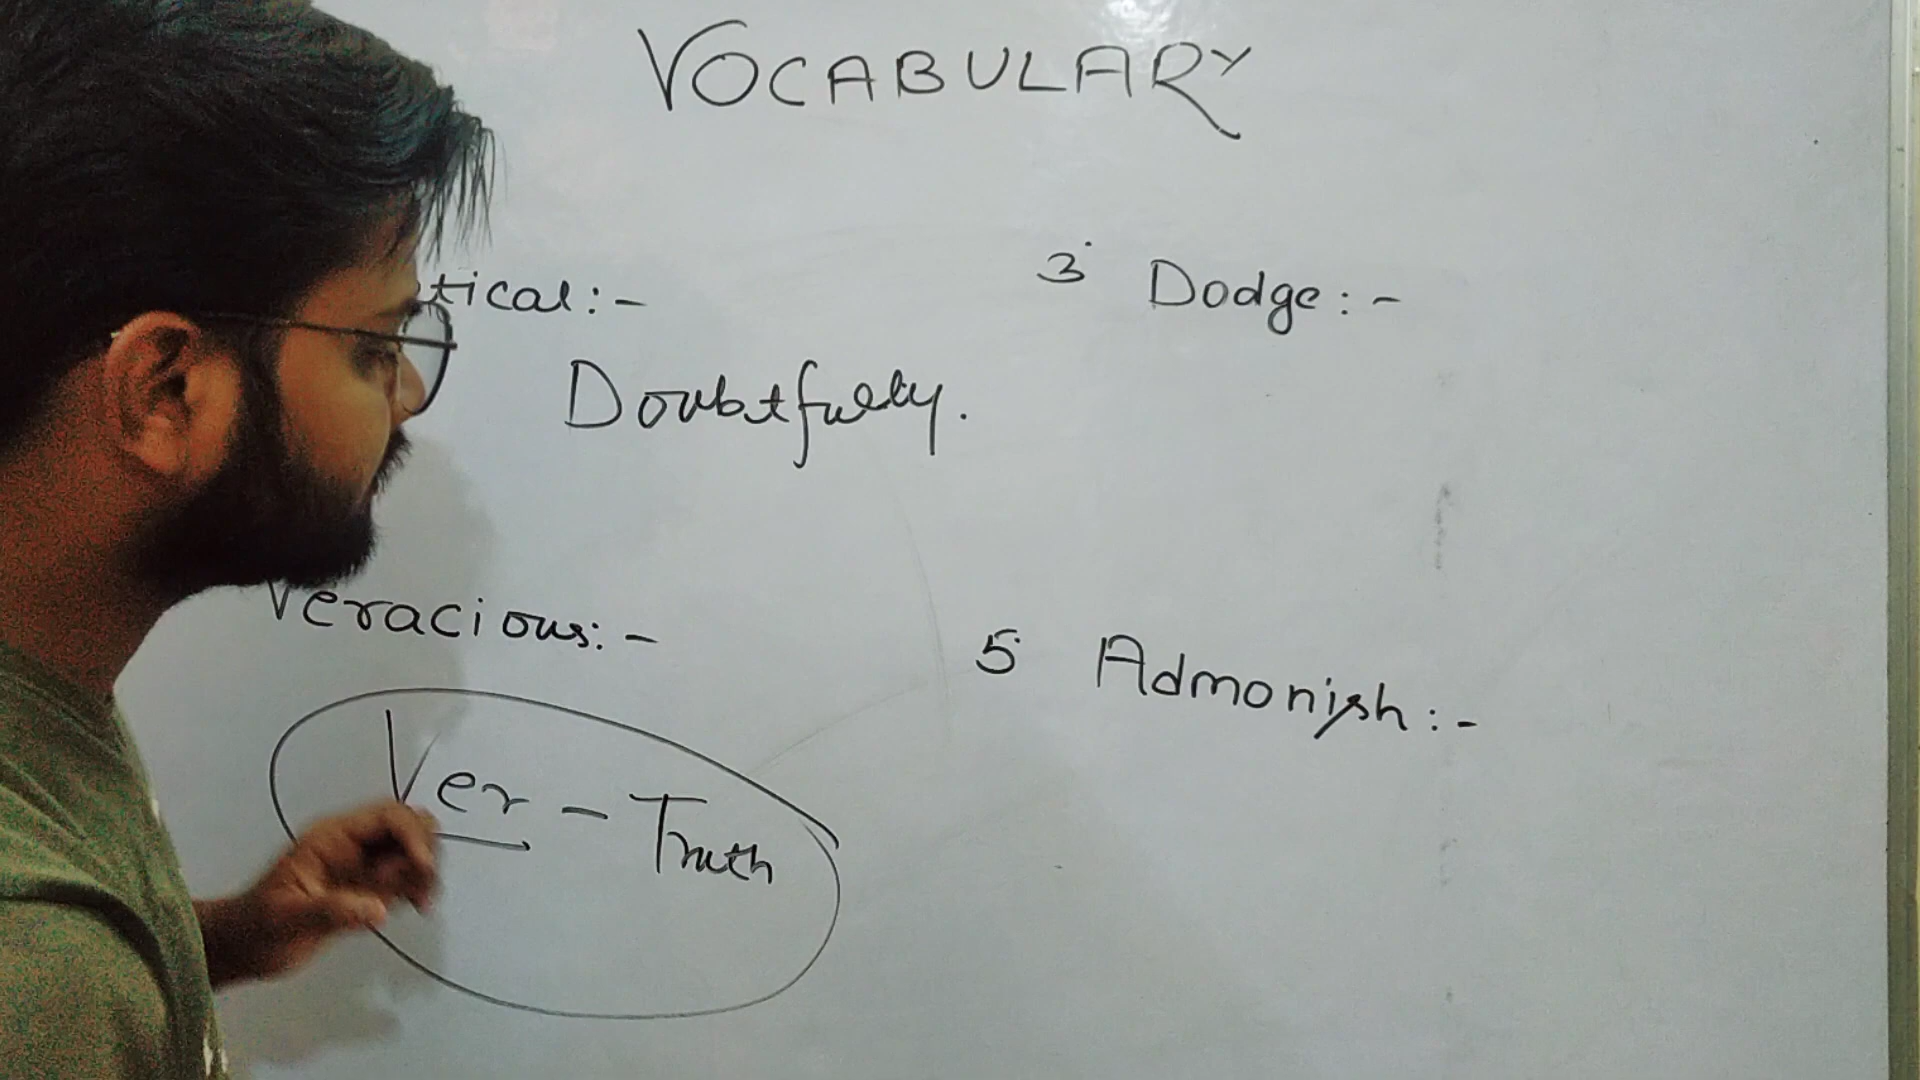 VOCABULARY
tical:-
Doubtfully.
Veracious:-
Ver - Truth
3 Dodge:-
5 Admonish:-